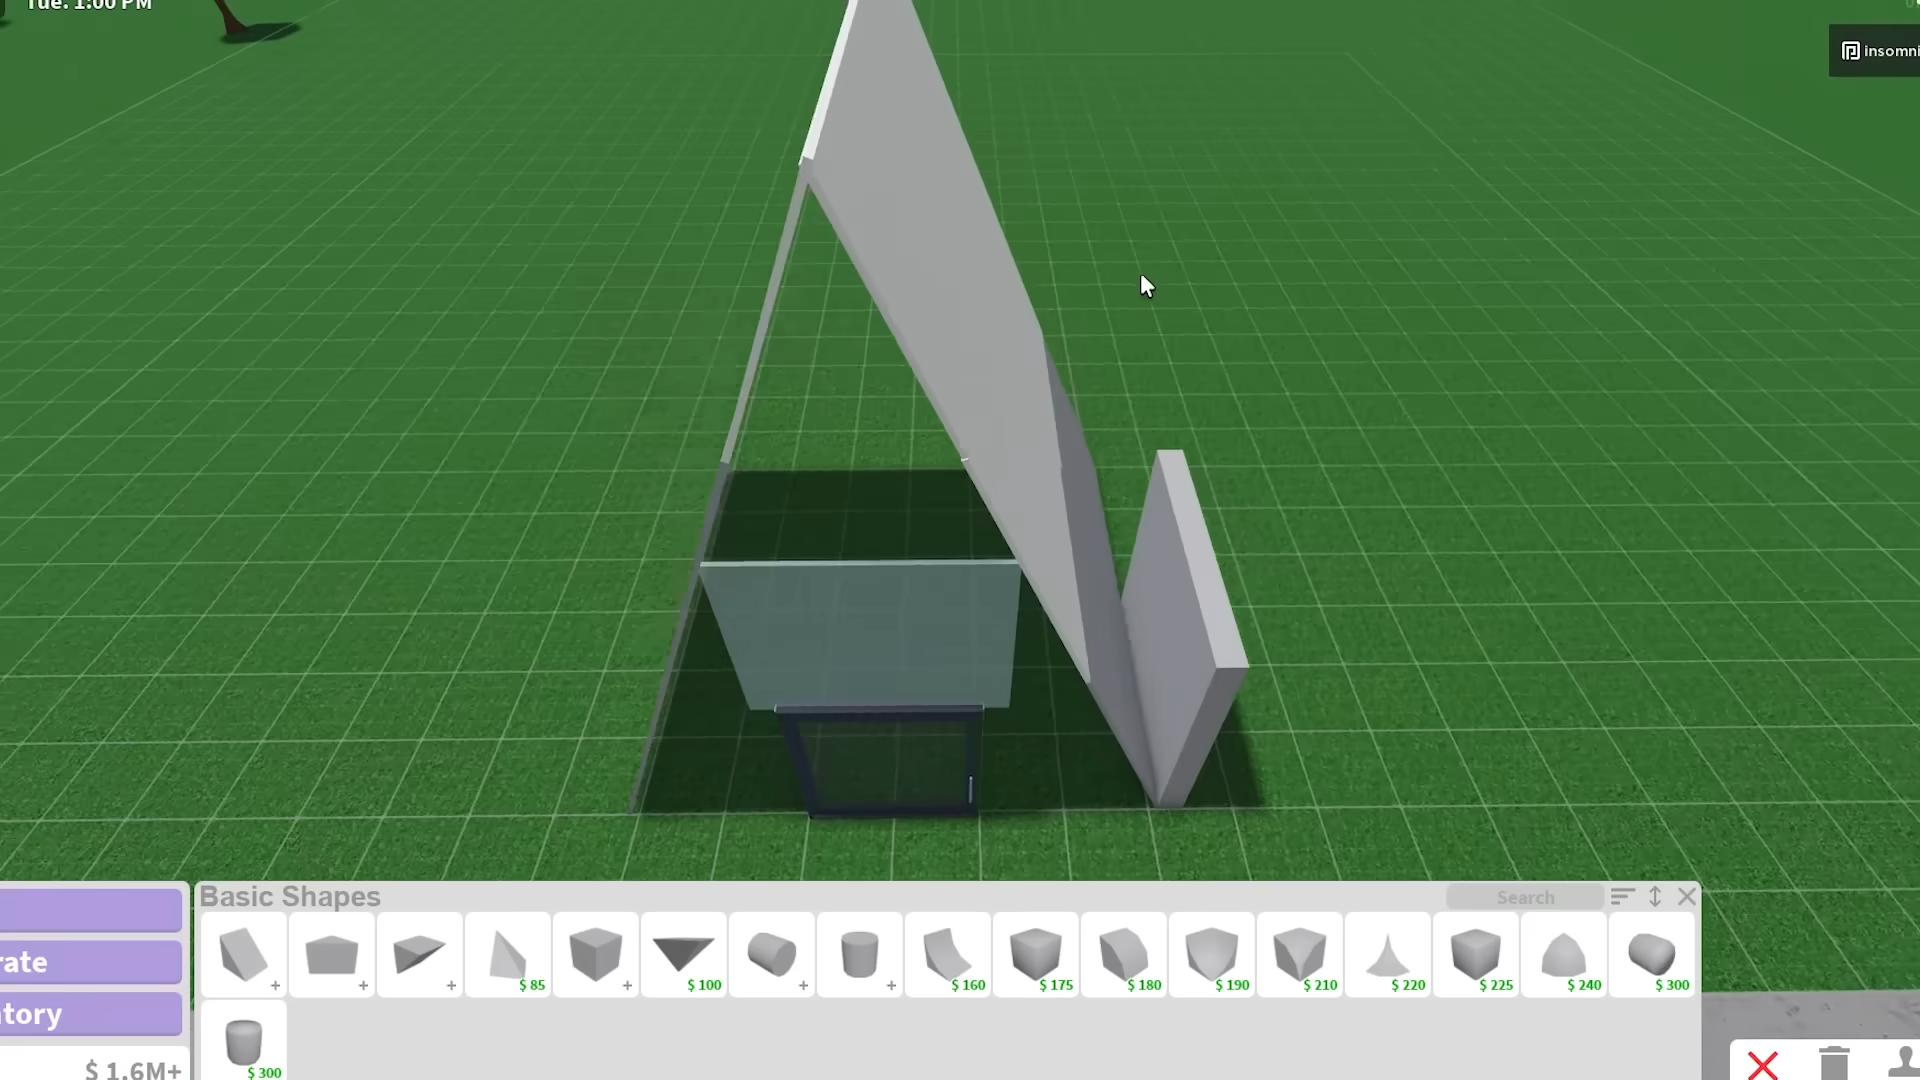 Tue. 1:00 PM
insomni
Basic Shapes
Search
rate
tory
$ 1.6M+
+
+
+
$ 85
+
$ 100
+
+
$ 160
$ 175
$ 180
$ 190
$ 210
$ 220
$ 225
$ 240
$ 300
$ 300